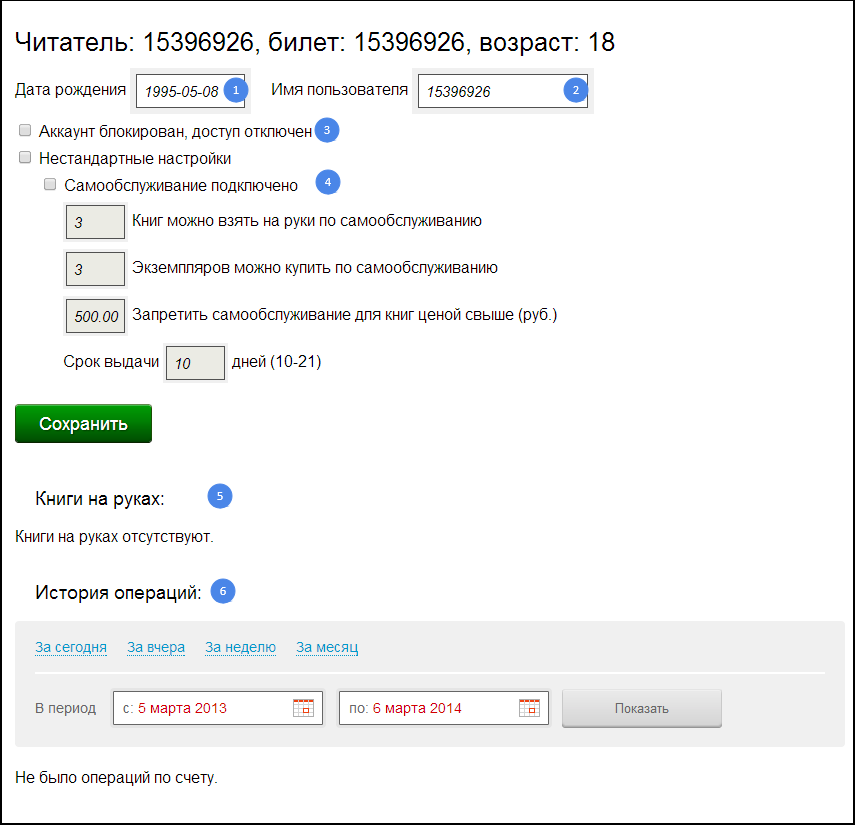 Читатель: 15396926, билет: 15396926, возраст: 18
Дата рождения 1995-05-08 1 Имя пользователя 15396926 2
Аккаунт блокирован, доступ отключен 3
Нестандартные настройки
Самообслуживание подключено 4
3 Книг можно взять на руки по самообслуживанию
3 Экземпляров можно купить по самообслуживанию
500.00 Запретить самообслуживание для книг ценой свыше (руб.)
Срок выдачи 10 дней (10-21)
Сохранить
Книги на руках: 5
Книги на руках отсутствуют.
История операций: 6
За сегодня За вчера За неделю За месяц
В период с: 5 марта 2013 по: 6 марта 2014 Показать
Не было операций по счету.